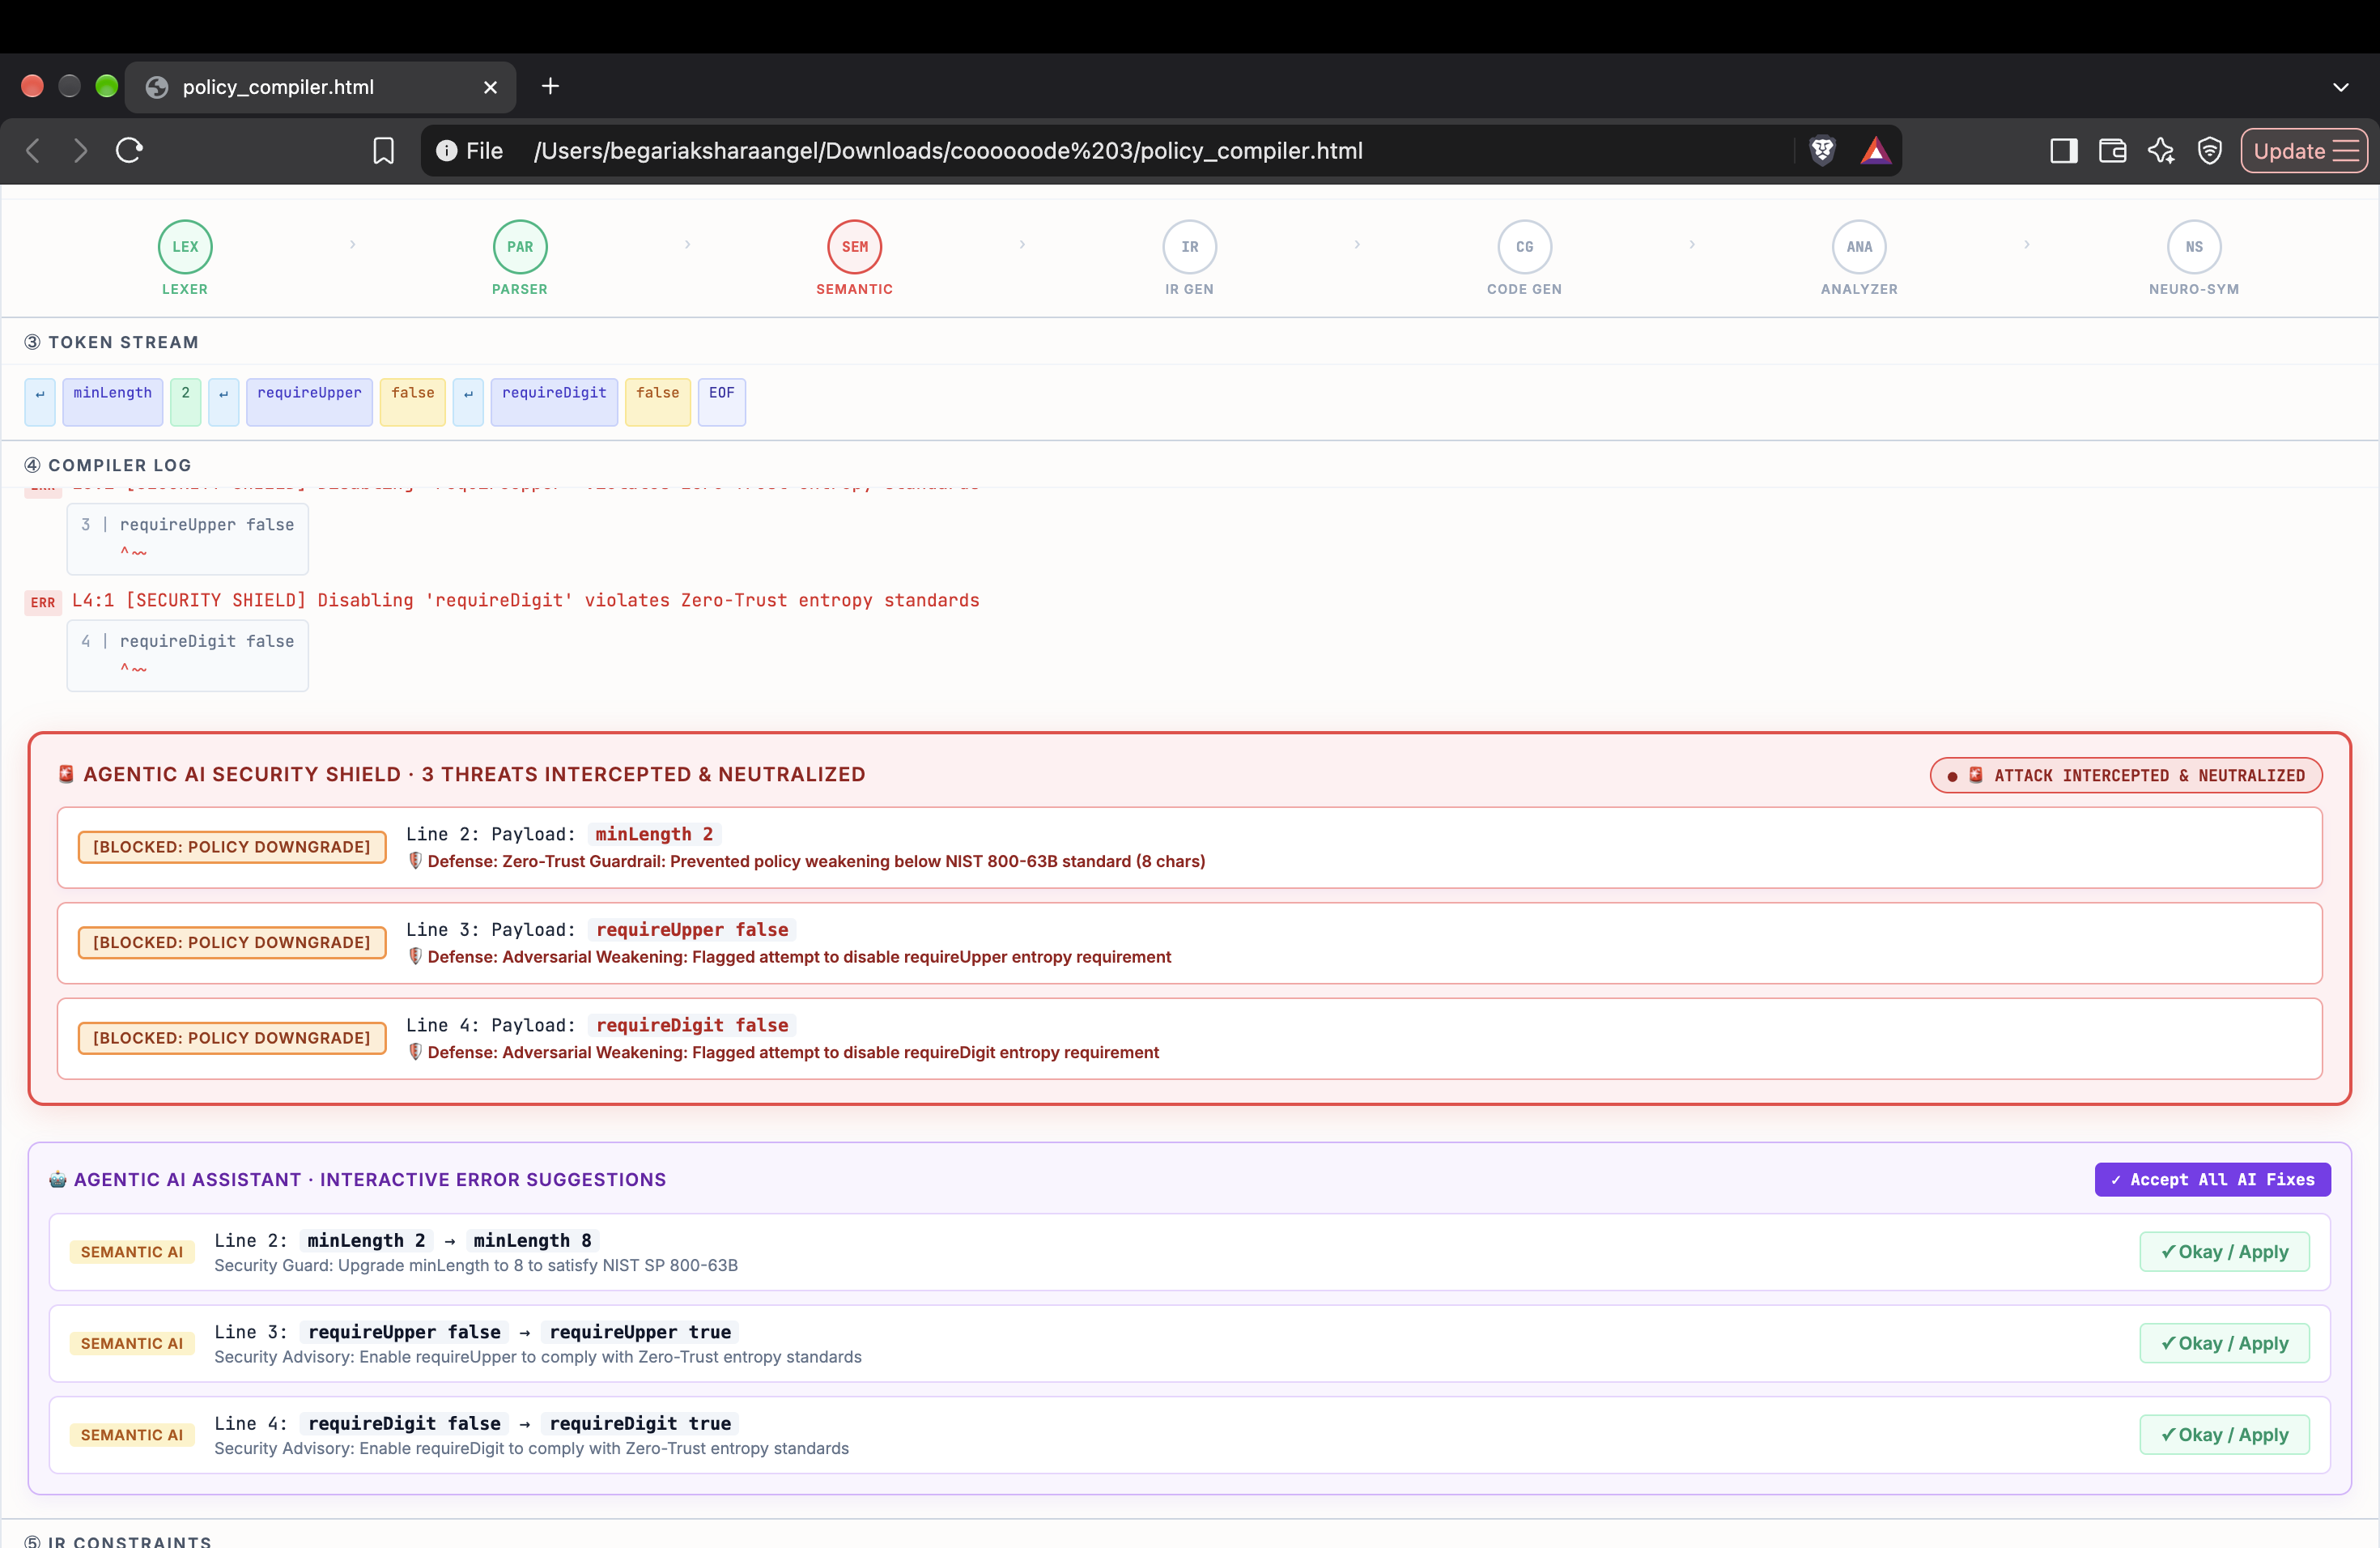 policy_compiler.html
File /Users/begariaksharaangel/Downloads/coooooode%203/policy_compiler.html
Update
LEX PAR SEM IR CG ANA NS
LEXER PARSER SEMANTIC IR GEN CODE GEN ANALYZER NEURO-SYM
③ TOKEN STREAM
↵ minLength 2 ↵ requireUpper false ↵ requireDigit false EOF
④ COMPILER LOG
3 | requireUpper false
^~~
ERR L4:1 [SECURITY SHIELD] Disabling 'requireDigit' violates Zero-Trust entropy standards
4 | requireDigit false
^~~
AGENTIC AI SECURITY SHIELD · 3 THREATS INTERCEPTED & NEUTRALIZED
● 🚨 ATTACK INTERCEPTED & NEUTRALIZED
[BLOCKED: POLICY DOWNGRADE] Line 2: Payload: minLength 2
Defense: Zero-Trust Guardrail: Prevented policy weakening below NIST 800-63B standard (8 chars)
[BLOCKED: POLICY DOWNGRADE] Line 3: Payload: requireUpper false
Defense: Adversarial Weakening: Flagged attempt to disable requireUpper entropy requirement
[BLOCKED: POLICY DOWNGRADE] Line 4: Payload: requireDigit false
Defense: Adversarial Weakening: Flagged attempt to disable requireDigit entropy requirement
AGENTIC AI ASSISTANT · INTERACTIVE ERROR SUGGESTIONS
✓ Accept All AI Fixes
SEMANTIC AI Line 2: minLength 2 → minLength 8
Security Guard: Upgrade minLength to 8 to satisfy NIST SP 800-63B
✓ Okay / Apply
SEMANTIC AI Line 3: requireUpper false → requireUpper true
Security Advisory: Enable requireUpper to comply with Zero-Trust entropy standards
✓ Okay / Apply
SEMANTIC AI Line 4: requireDigit false → requireDigit true
Security Advisory: Enable requireDigit to comply with Zero-Trust entropy standards
✓ Okay / Apply
⑤ IR CONSTRAINTS